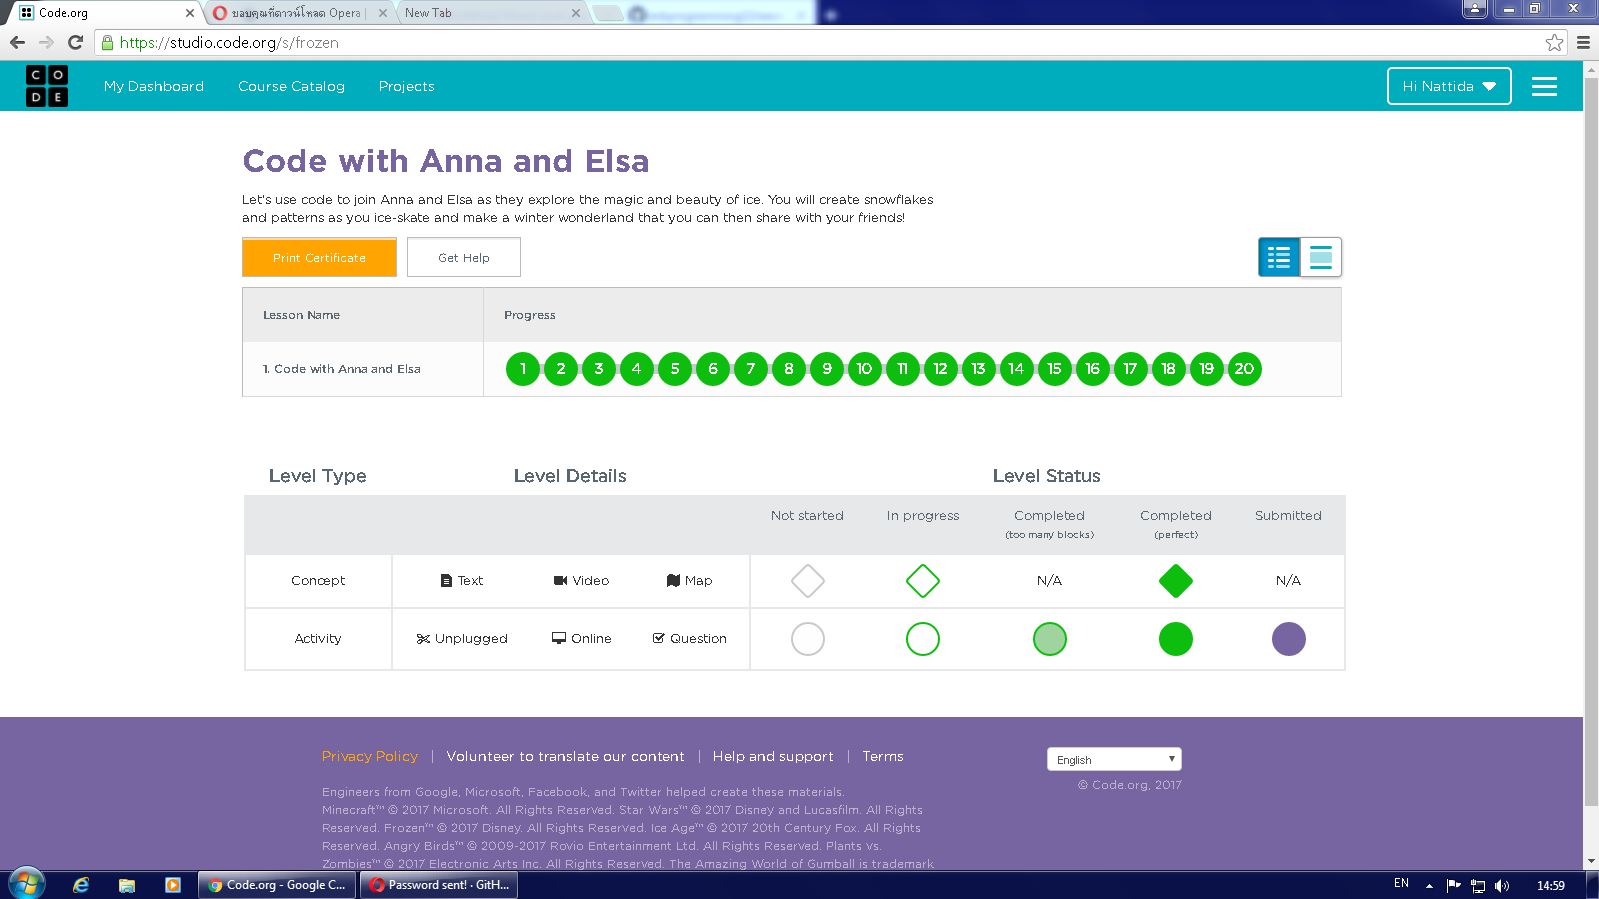 Code.org
ขอบคุณที่ดาวน์โหลด Opera |
New Tab
https://studio.code.org/s/frozen
CODE
My Dashboard
Course Catalog
Projects
Hi Nattida
Code with Anna and Elsa
Let's use code to join Anna and Elsa as they explore the magic and beauty of ice. You will create snowflakes
and patterns as you ice-skate and make a winter wonderland that you can then share with your friends!
Print Certificate
Get Help
Lesson Name
Progress
1. Code with Anna and Elsa
1 2 3 4 5 6 7 8 9 10 11 12 13 14 15 16 17 18 19 20
Level Type
Level Details
Level Status
Not started
In progress
Completed
(too many blocks)
Completed
(perfect)
Submitted
Concept
Text
Video
Map
N/A
N/A
Activity
Unplugged
Online
Question
Privacy Policy | Volunteer to translate our content | Help and support | Terms
English
© Code.org, 2017
Engineers from Google, Microsoft, Facebook, and Twitter helped create these materials.
Minecraft™ © 2017 Microsoft. All Rights Reserved. Star Wars™ © 2017 Disney and Lucasfilm. All Rights
Reserved. Frozen™ © 2017 Disney. All Rights Reserved. Ice Age™ © 2017 20th Century Fox. All Rights
Reserved. Angry Birds™ © 2009-2017 Rovio Entertainment Ltd. All Rights Reserved. Plants vs.
Zombies™ © 2017 Electronic Arts Inc. All Rights Reserved. The Amazing World of Gumball is trademark
Code.org - Google C...
Password sent! · GitH...
EN
14:59